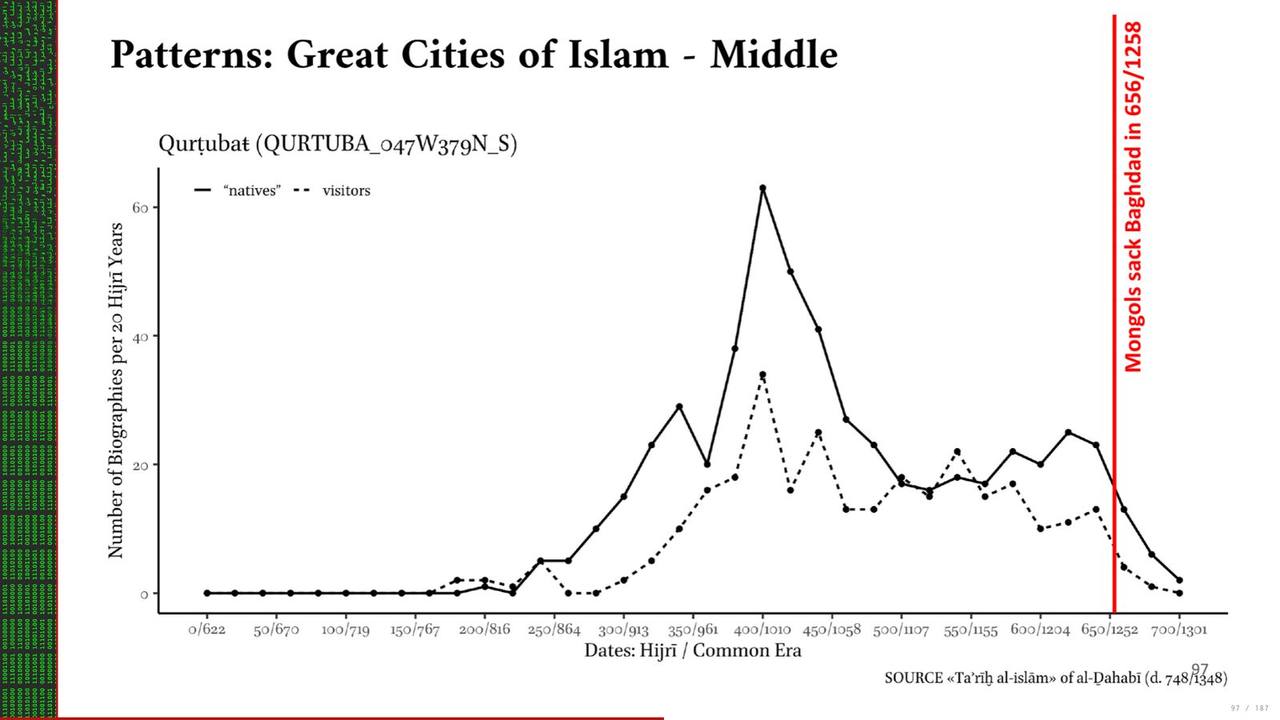 Patterns: Great Cities of Islam - Middle
Mongols sack Baghdad in 656/1258
Qurṭubaŧ (QURTUBA_047W379N_S)
“natives” visitors
Number of Biographies per 20 Hijrī Years
60
40
20
0
0/622 50/670 100/719 150/767 200/816 250/864 300/913 350/961 400/1010 450/1058 500/1107 550/1155 600/1204 650/1252 700/1301
Dates: Hijrī / Common Era
97
SOURCE «Taʾrīḫ al-islām» of al-Ḏahabī (d. 748/1348)
97 / 187